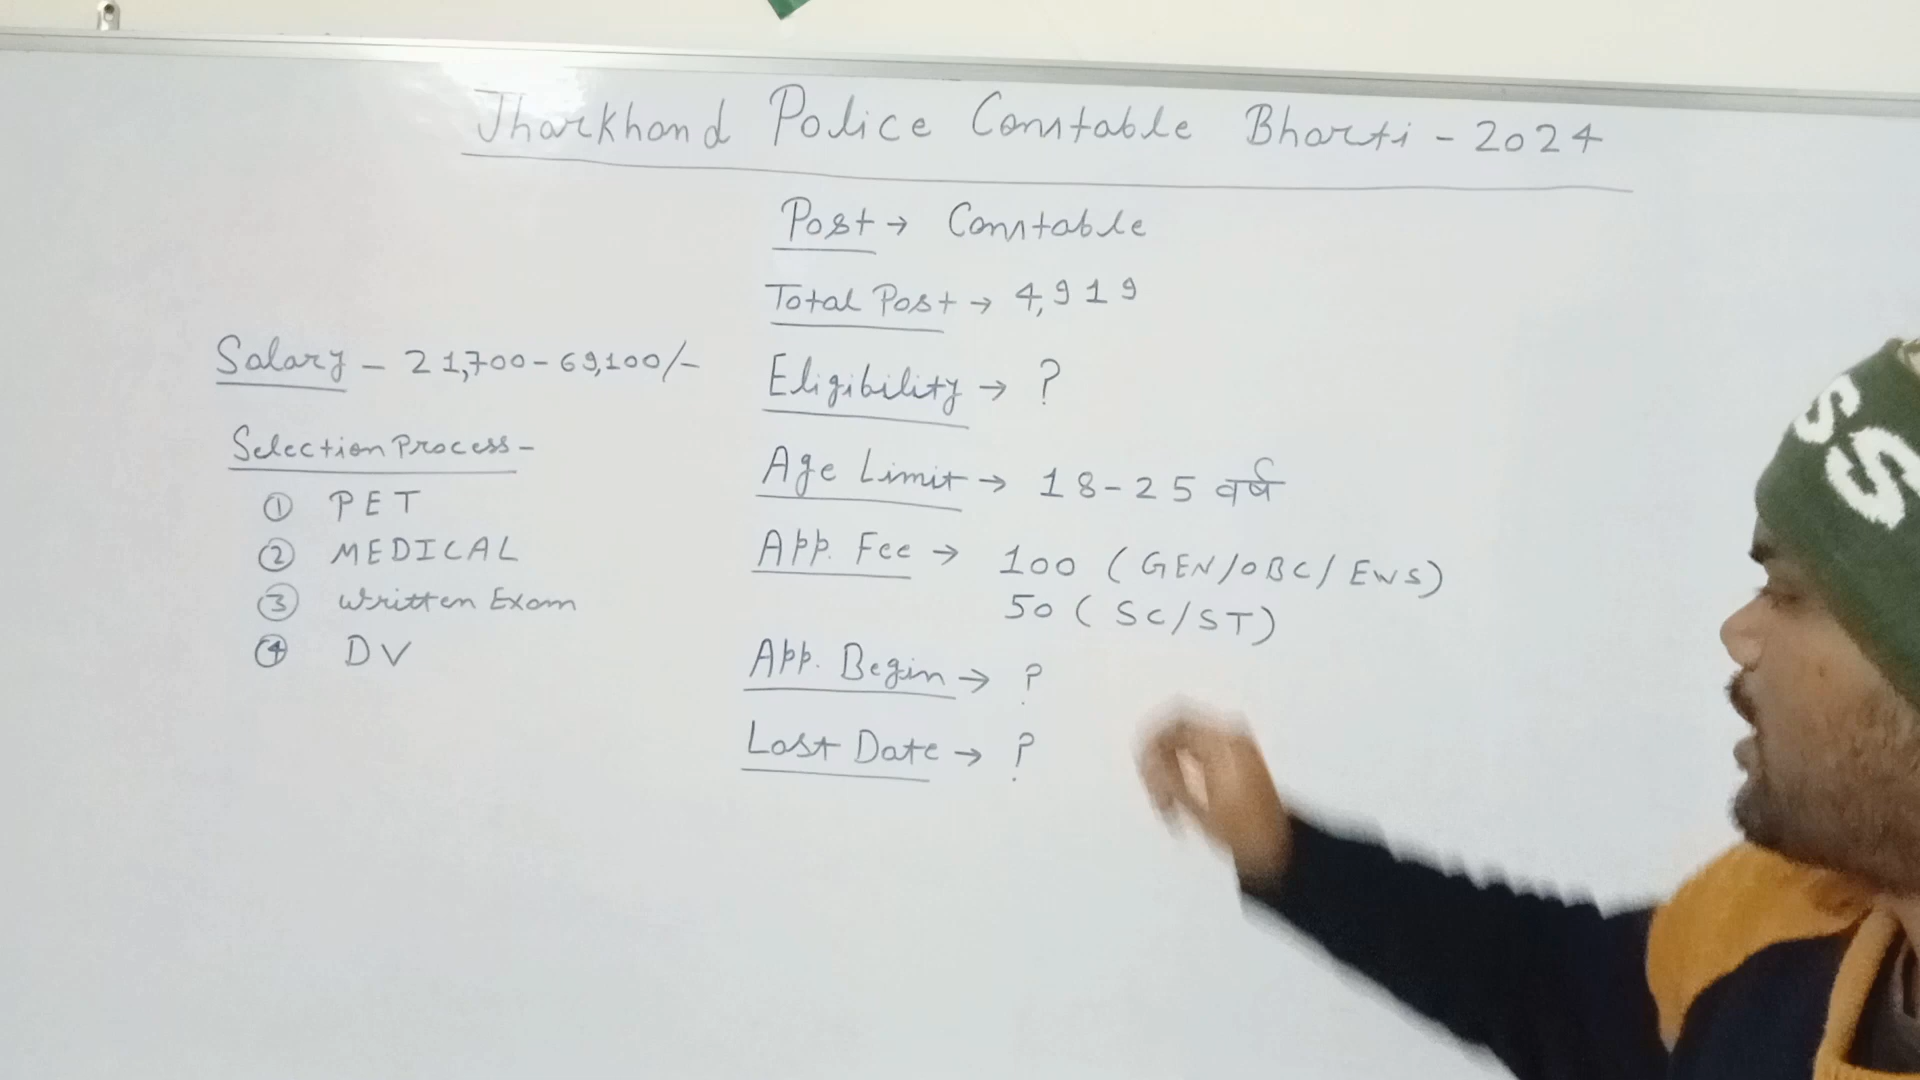 Jharkhand Police Constable Bharti - 2024
Post → Constable
Total Post → 4,919
Eligibility → ?
Age Limit → 18-25 वर्ष
App. Fee → 100 (GEN/OBC/EWS)
50 (SC/ST)
App. Begin → ?
Last Date → ?
Salary - 21,700-69,100/-
Selection Process -
① PET
② MEDICAL
③ Written Exam
④ DV